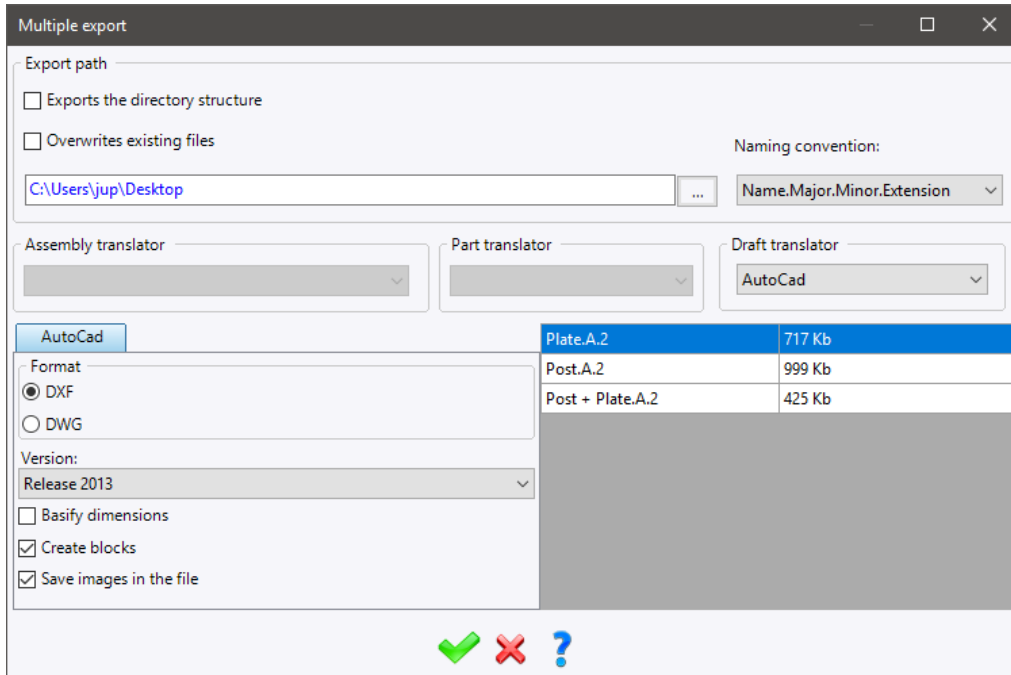 Multiple export
Export path
Exports the directory structure
Overwrites existing files
Naming convention:
C:\Users\jup\Desktop
...
Name.Major.Minor.Extension
Assembly translator
Part translator
Draft translator
AutoCad
AutoCad
Plate.A.2 717 Kb
Format
Post.A.2 999 Kb
DXF
Post + Plate.A.2 425 Kb
DWG
Version:
Release 2013
Basify dimensions
Create blocks
Save images in the file
?